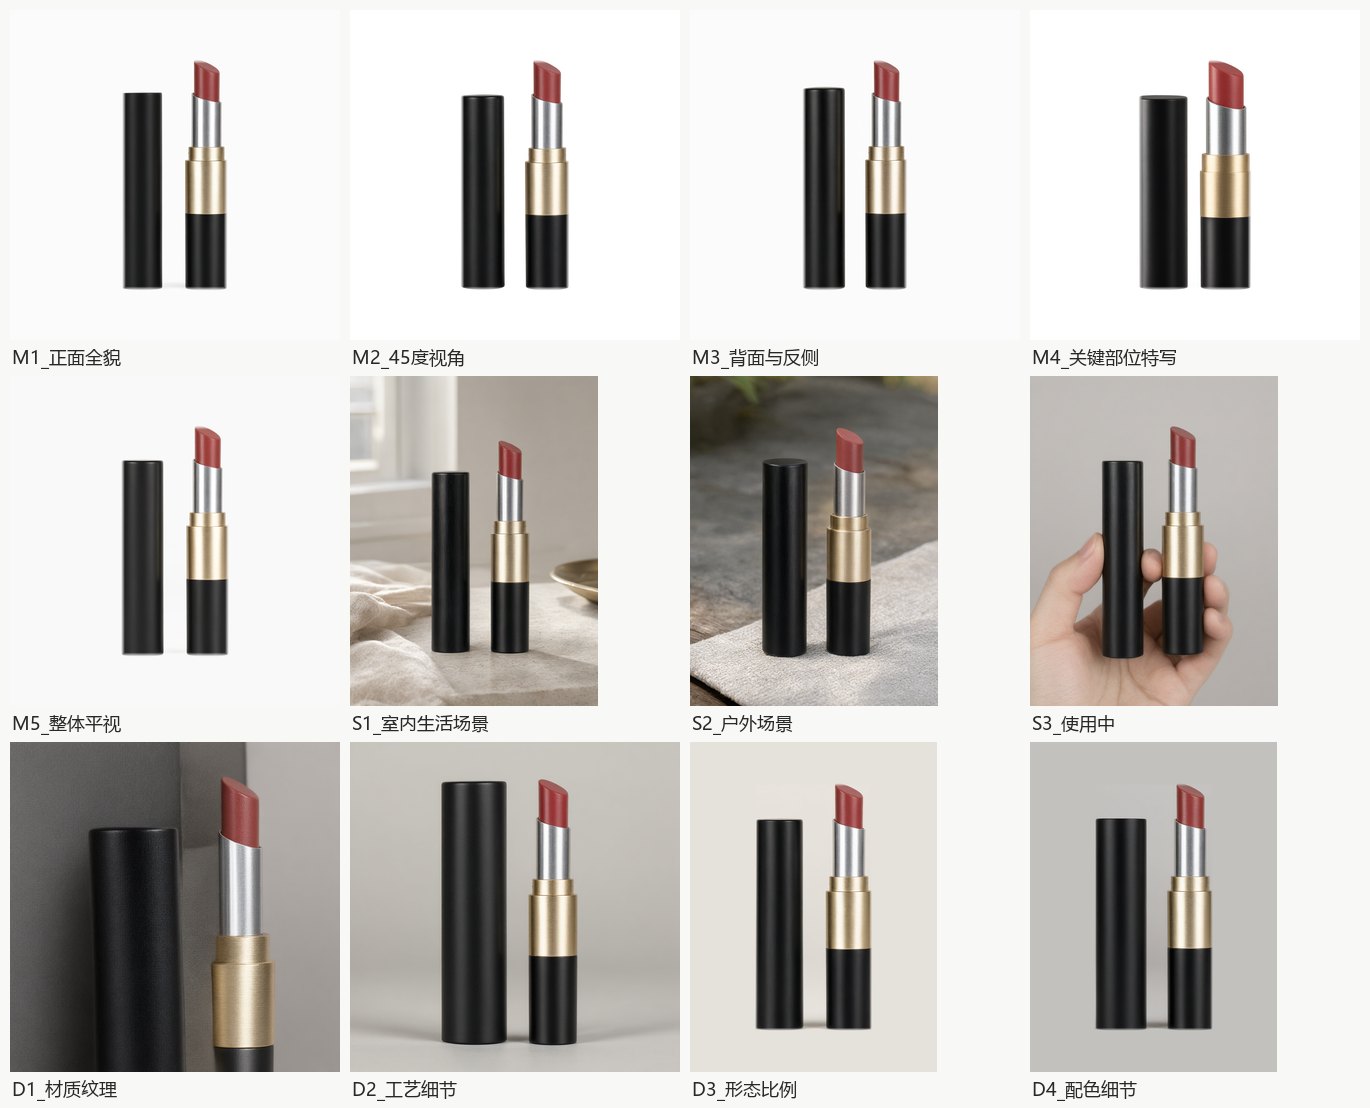 M1_正面全貌
M2_45度视角
M3_背面与反侧
M4_关键部位特写
M5_整体平视
S1_室内生活场景
S2_户外场景
S3_使用中
D1_材质纹理
D2_工艺细节
D3_形态比例
D4_配色细节